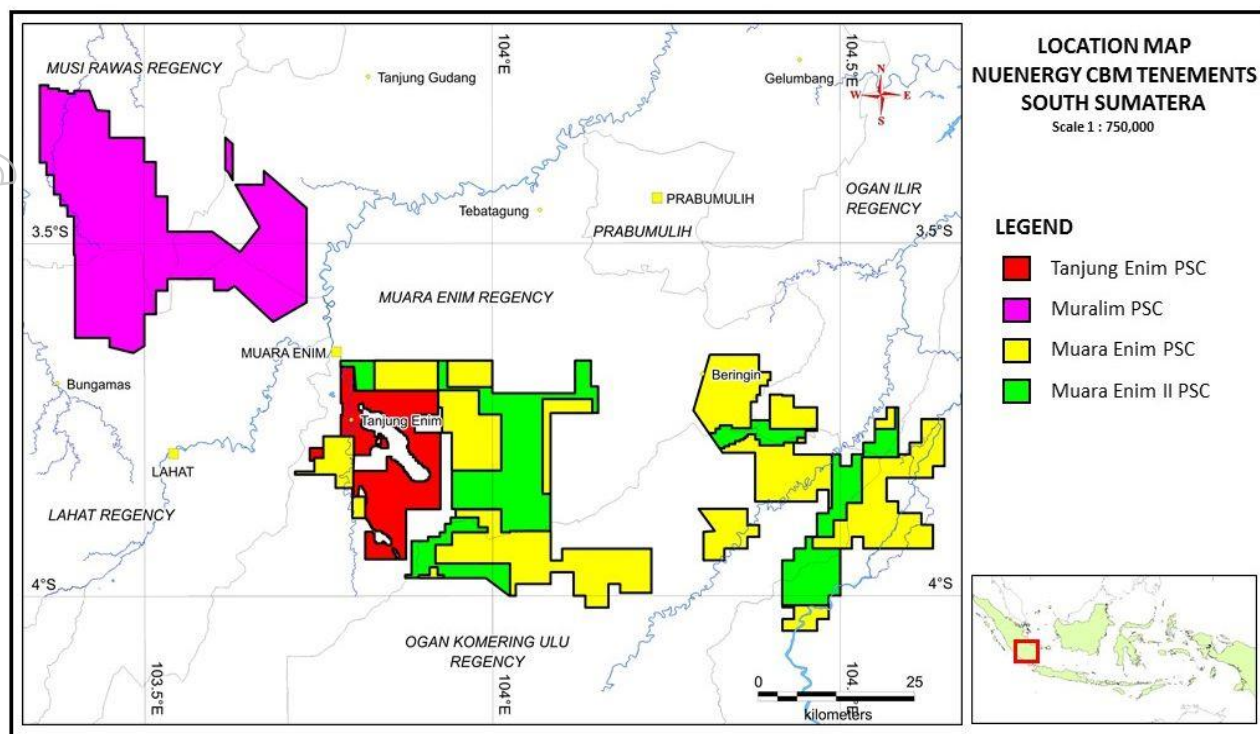 MUSI RAWAS REGENCY
Tanjung Gudang
104°E
Gelumbang
104.5°E
N
W E
S
OGAN ILIR
REGENCY
PRABUMULIH
Tebatagung
PRABUMULIH
3.5°S
3.5°S
MUARA ENIM REGENCY
MUARA ENIM
Bungamas
Beringin
Tanjung Enim
LAHAT
LAHAT REGENCY
4°S
4°S
OGAN KOMERING ULU
REGENCY
103.5°E
104°E
0 25
kilometers
LOCATION MAP
NUENERGY CBM TENEMENTS
SOUTH SUMATERA
Scale 1 : 750,000
LEGEND
Tanjung Enim PSC
Muralim PSC
Muara Enim PSC
Muara Enim II PSC